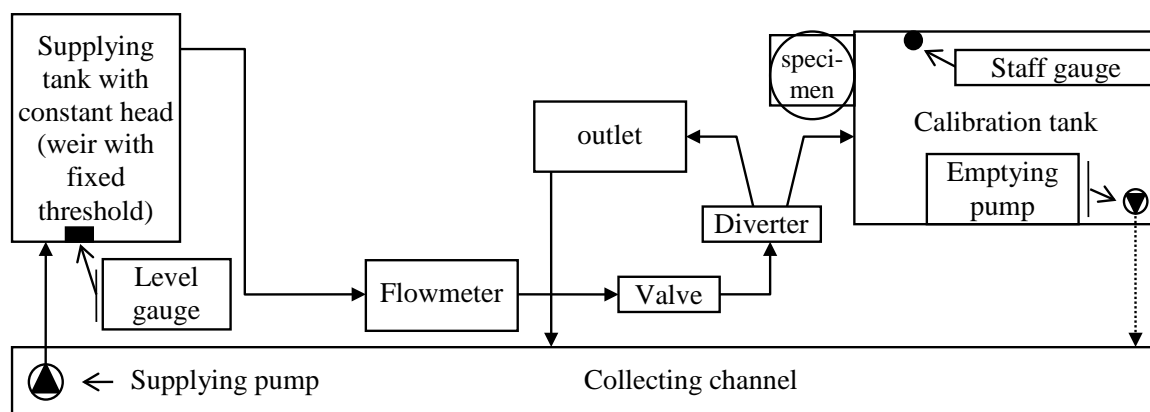 Supplying
tank with
constant head
(weir with
fixed
threshold)
Level
gauge
Flowmeter
outlet
Valve
Diverter
speci-
men
Staff gauge
Calibration tank
Emptying
pump
Supplying pump
Collecting channel